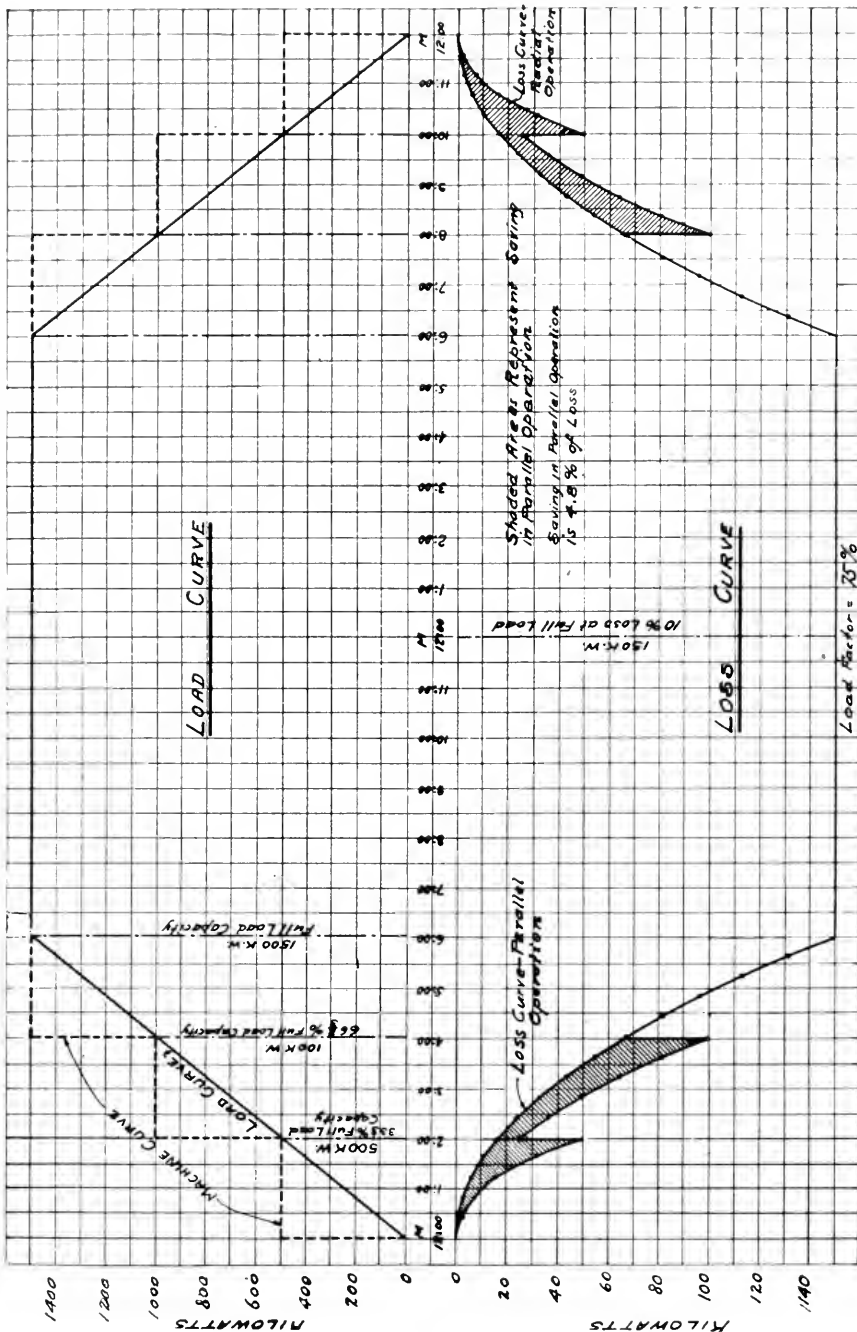 LOAD CURVE
MACHINE CURVE
LOAD CURVE
500 K.W.
33⅓% Full Load
Capacity
100 K.W.
66⅔ % Full Load Capacity
1500 K.W.
Full Load Capacity
KILOWATTS
1400
1200
1000
800
600
400
200
0
M
12:00
1:00
2:00
3:00
4:00
5:00
6:00
7:00
8:00
9:00
10:00
11:00
M
12:00
1:00
2:00
3:00
4:00
5:00
6:00
7:00
8:00
9:00
10:00
11:00
M
12:00
KILOWATTS
0
20
40
60
80
100
140
Loss Curve-Parallel
Operation
150 K.W.
10% Loss at Full Load
Shaded Areas Represent Saving
in Parallel Operation
Saving in Parallel Operation
is 4.8% of Loss
Loss Curve-
Radial
Operation
LOSS CURVE
Load Factor = 75%